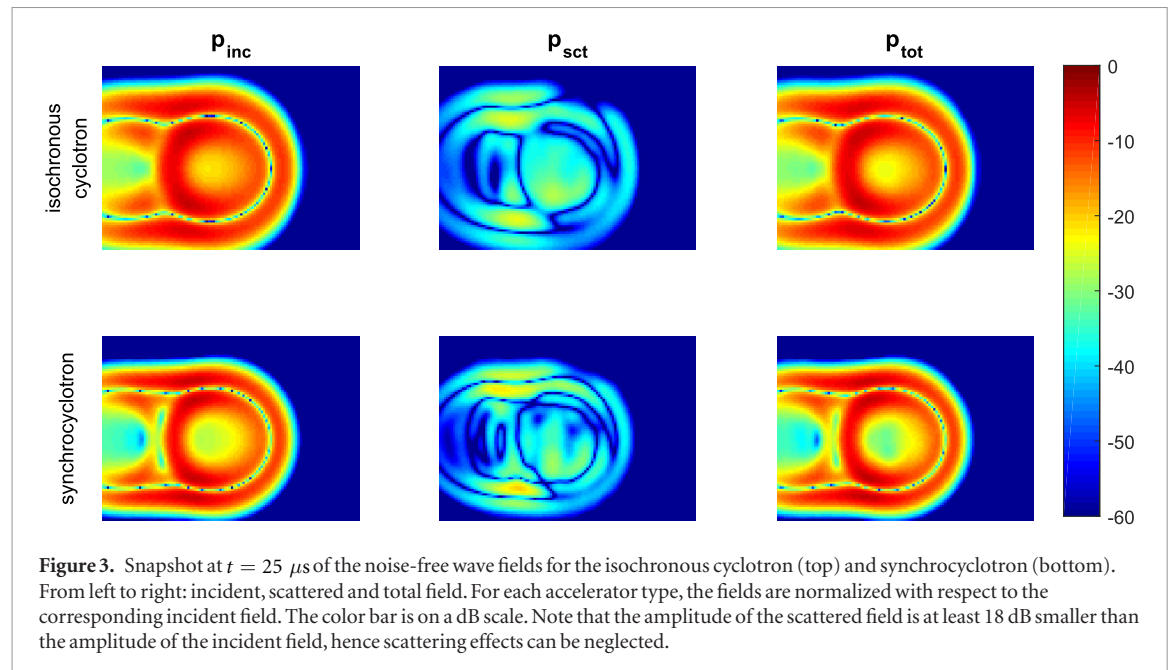 p_inc p_sct p_tot
isochronous
cyclotron
synchrocyclotron
0
-10
-20
-30
-40
-50
-60
Figure 3. Snapshot at t = 25 μs of the noise-free wave fields for the isochronous cyclotron (top) and synchrocyclotron (bottom).
From left to right: incident, scattered and total field. For each accelerator type, the fields are normalized with respect to the
corresponding incident field. The color bar is on a dB scale. Note that the amplitude of the scattered field is at least 18 dB smaller than
the amplitude of the incident field, hence scattering effects can be neglected.